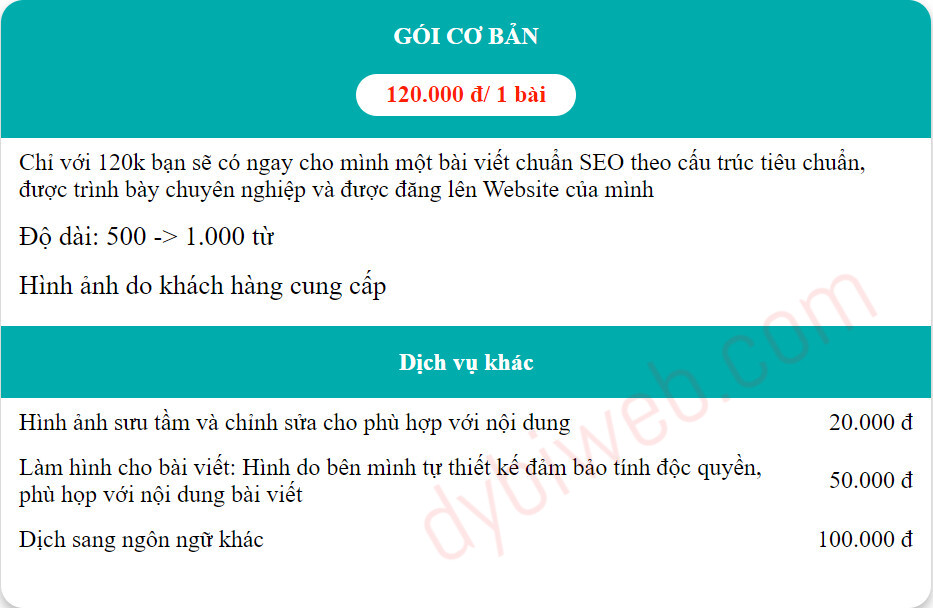 GÓI CƠ BẢN
120.000 đ/ 1 bài
Chỉ với 120k bạn sẽ có ngay cho mình một bài viết chuẩn SEO theo cấu trúc tiêu chuẩn,
được trình bày chuyên nghiệp và được đăng lên Website của mình
Độ dài: 500 -> 1.000 từ
Hình ảnh do khách hàng cung cấp
Dịch vụ khác
Hình ảnh sưu tầm và chỉnh sửa cho phù hợp với nội dung 20.000 đ
Làm hình cho bài viết: Hình do bên mình tự thiết kế đảm bảo tính độc quyền,
phù họp với nội dung bài viết 50.000 đ
Dịch sang ngôn ngữ khác 100.000 đ
dybiweb.com